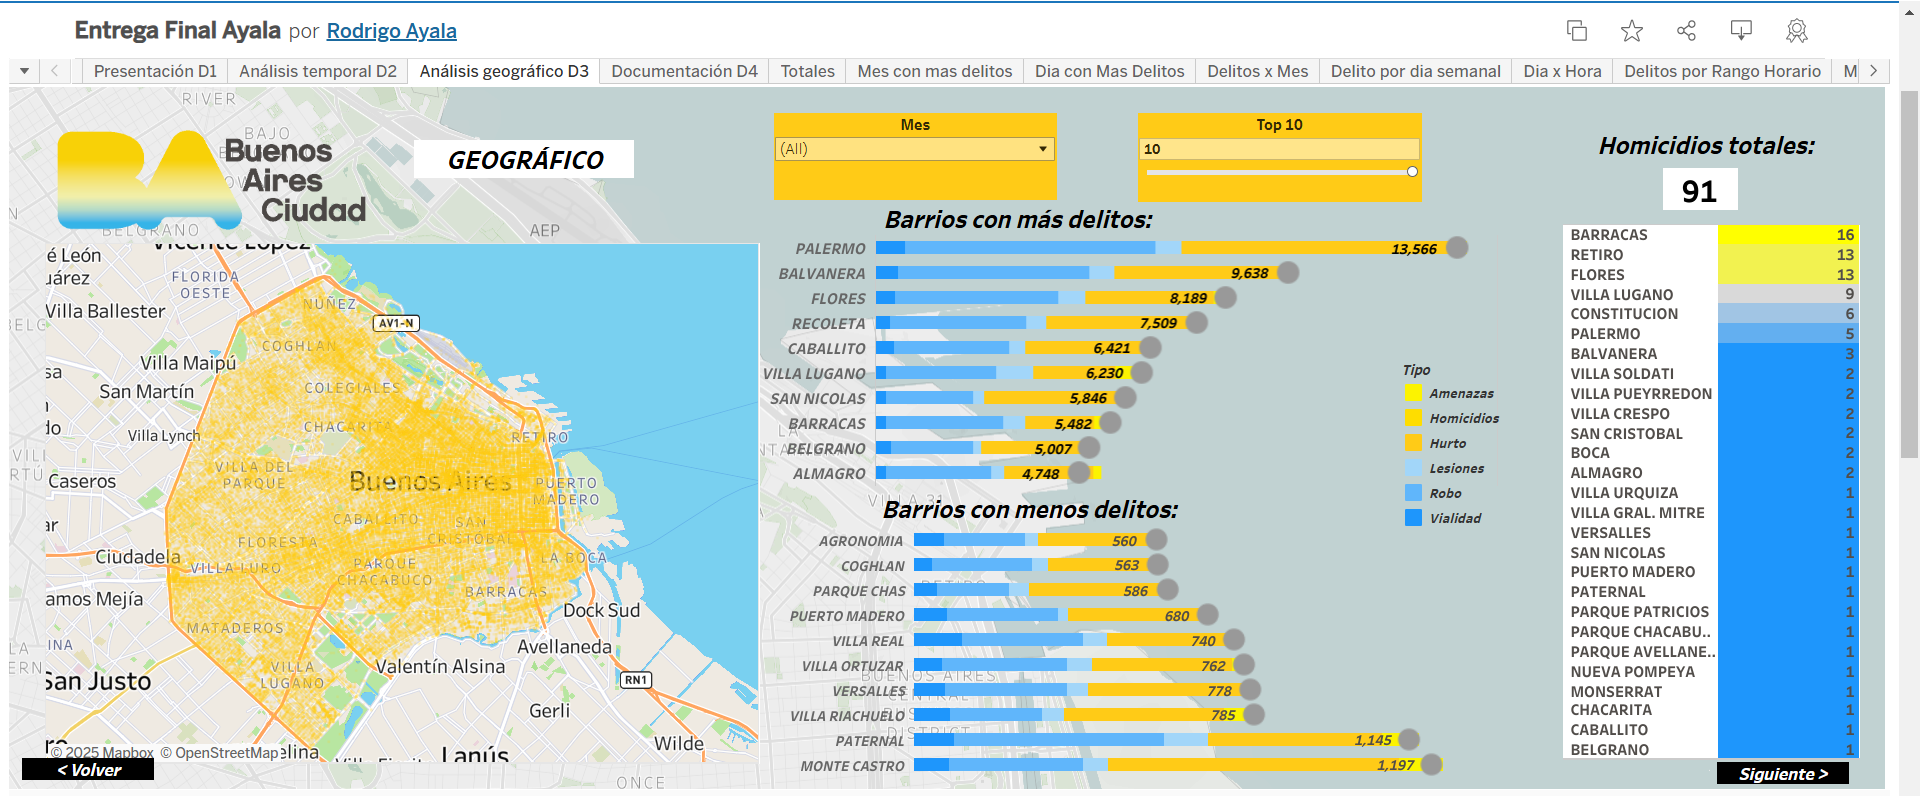 Entrega Final Ayala por Rodrigo Ayala
Presentación D1
Análisis temporal D2
Análisis geográfico D3
Documentación D4
Totales
Mes con mas delitos
Dia con Mas Delitos
Delitos x Mes
Delito por dia semanal
Dia x Hora
Delitos por Rango Horario
M
RIVER
BAJO
BELGRANO
AEP
Buenos
Aires
Ciudad
GEOGRÁFICO
Mes
(All)
Top 10
10
Homicidios totales:
91
Vicente López
é León
uárez
FLORIDA
OESTE
Villa Ballester
NUÑEZ
AV1-N
COGHLAN
Villa Maipú
San Martín
COLEGIALES
Villa Lynch
CHACARITA
RETIRO
VILLA DEL
PARQUE
Caseros
Buenos Aires
PUERTO
MADERO
CABALLITO
SAN
CRISTOBAL
FLORESTA
Ciudadela
VILLA LURO
PARQUE
CHACABUCO
LA BOCA
BARRACAS
amos Mejía
Dock Sud
MATADEROS
Avellaneda
VILLA
LUGANO
Valentín Alsina
San Justo
RN1
Gerli
Wilde
Lanús
© 2025 Mapbox © OpenStreetMap
elina
< Volver
ONCE
Barrios con más delitos:
PALERMO 13,566
BALVANERA 9,638
FLORES 8,189
RECOLETA 7,509
CABALLITO 6,421
VILLA LUGANO 6,230
SAN NICOLAS 5,846
BARRACAS 5,482
BELGRANO 5,007
ALMAGRO 4,748
VILLA 31
Barrios con menos delitos:
AGRONOMIA 560
COGHLAN 563
PARQUE CHAS 586
PUERTO MADERO 680
VILLA REAL 740
VILLA ORTUZAR 762
VERSALLES 778
VILLA RIACHUELO 785
PATERNAL 1,145
MONTE CASTRO 1,197
RETIRO
BUENOS AIRES
CENTRAL
DISTRICT
Tipo
Amenazas
Homicidios
Hurto
Lesiones
Robo
Vialidad
BARRACAS 16
RETIRO 13
FLORES 13
VILLA LUGANO 9
CONSTITUCION 6
PALERMO 5
BALVANERA 3
VILLA SOLDATI 2
VILLA PUEYRREDON 2
VILLA CRESPO 2
SAN CRISTOBAL 2
BOCA 2
ALMAGRO 2
VILLA URQUIZA 1
VILLA GRAL. MITRE 1
VERSALLES 1
SAN NICOLAS 1
PUERTO MADERO 1
PATERNAL 1
PARQUE PATRICIOS 1
PARQUE CHACABU.. 1
PARQUE AVELLANE.. 1
NUEVA POMPEYA 1
MONSERRAT 1
CHACARITA 1
CABALLITO 1
BELGRANO 1
Siguiente >